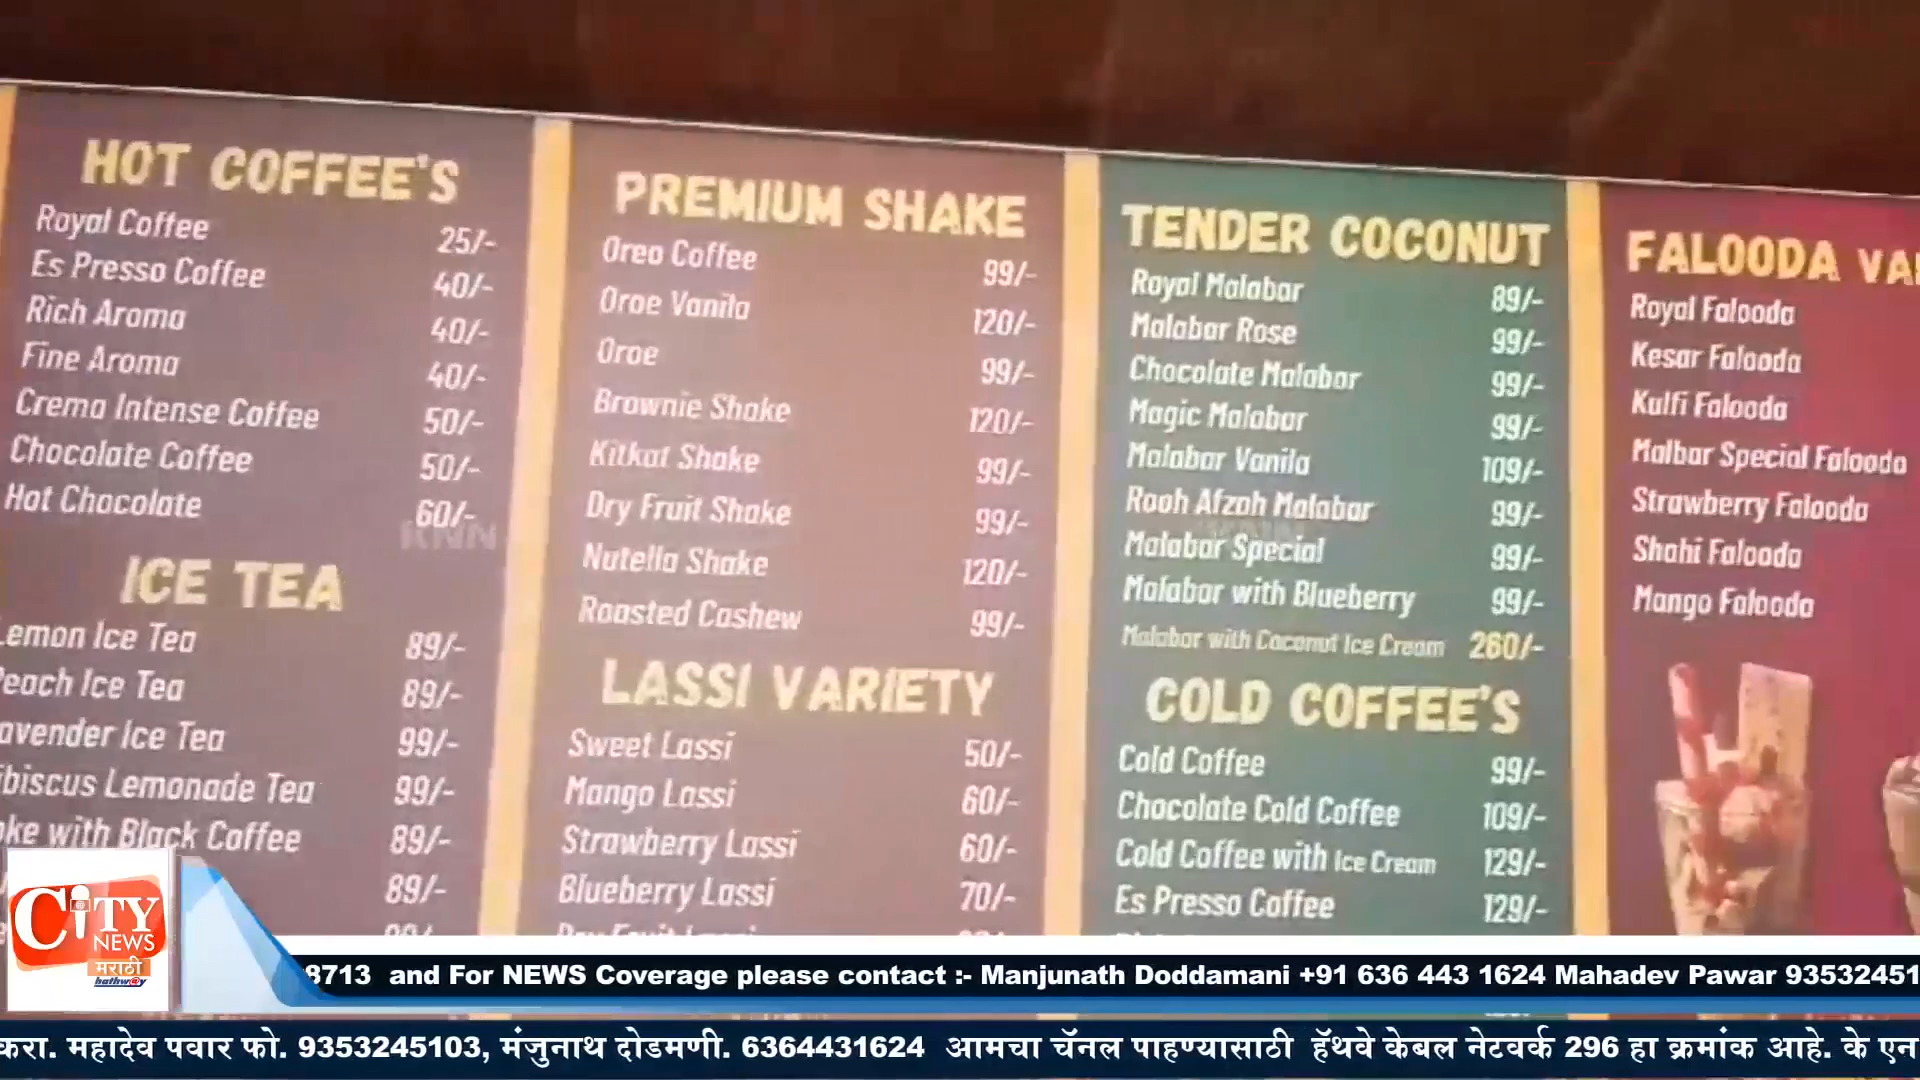 HOT COFFEE'S
Royal Coffee 25/-
Es Presso Coffee 40/-
Rich Aroma 40/-
Fine Aroma 40/-
Crema Intense Coffee 50/-
Chocolate Coffee 50/-
Hot Chocolate 60/-
KNN
ICE TEA
Lemon Ice Tea 89/-
Peach Ice Tea 89/-
avender Ice Tea 99/-
ibiscus Lemonade Tea 99/-
oke with Black Coffee 89/-
89/-
PREMIUM SHAKE
Oreo Coffee 99/-
Oroe Vanila 120/-
Oroe 99/-
Brownie Shake 120/-
Kitkat Shake 99/-
Dry Fruit Shake 99/-
Nutella Shake 120/-
Roasted Cashew 99/-
LASSI VARIETY
Sweet Lassi 50/-
Mango Lassi 60/-
Strawberry Lassi 60/-
Blueberry Lassi 70/-
TENDER COCONUT
Royal Malabar 89/-
Malabar Rose 99/-
Chocolate Malabar 99/-
Magic Malabar 99/-
Malabar Vanila 109/-
Rooh Afzah Malabar 99/-
Malabar Special 99/-
Malabar with Blueberry 99/-
Malabar with Coconut Ice Cream 260/-
COLD COFFEE'S
Cold Coffee 99/-
Chocolate Cold Coffee 109/-
Cold Coffee with Ice Cream 129/-
Es Presso Coffee 129/-
FALOODA VA
Royal Falooda
Kesar Falooda
Kulfi Falooda
Malbar Special Falooda
Strawberry Falooda
Shahi Falooda
Mango Falooda
CiTY
NEWS
मराठी
hathway
8713 and For NEWS Coverage please contact :- Manjunath Doddamani +91 636 443 1624 Mahadev Pawar 93532451
करा. महादेव पवार फो. 9353245103, मंजुनाथ दोडमणी. 6364431624 आमचा चॅनल पाहण्यासाठी हॅथवे केबल नेटवर्क 296 हा क्रमांक आहे. के एन